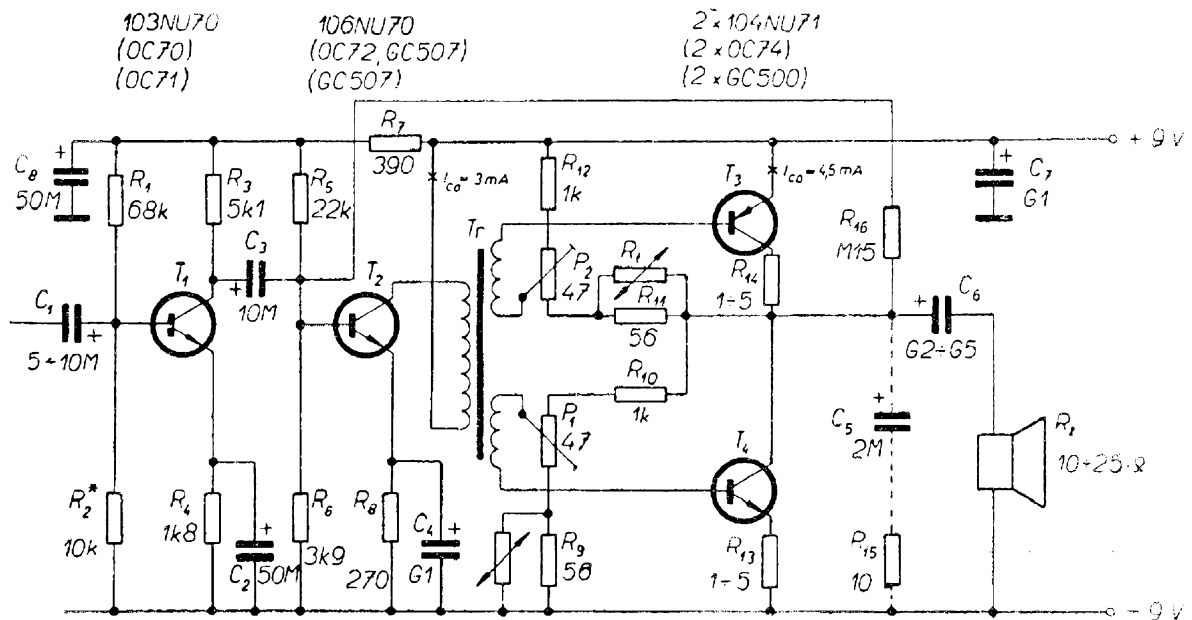 103NU70
(OC70)
(OC71)
106NU70
(OC72, GC507)
(GC507)
2×104NU71
(2×OC74)
(2×GC500)
R7
390
+ 9 V
C8
50M
+
R1
68k
R3
5k1
R5
22k
Ico = 3mA
R12
1k
T3
Ico = 4,5mA
+
C7
G1
Tr
R16
M15
C3
+
10M
T1
T2
P2
47
Rt
R11
56
R14
1÷5
C1
+
5÷10M
+
C6
G2÷G5
R10
1k
P1
47
T4
+
C5
2M
10÷25Ω
R2*
10k
R4
1k8
+
C2
50M
R6
3k9
R8
270
C4
+
G1
R9
56
R13
1÷5
R15
10
− 9 V